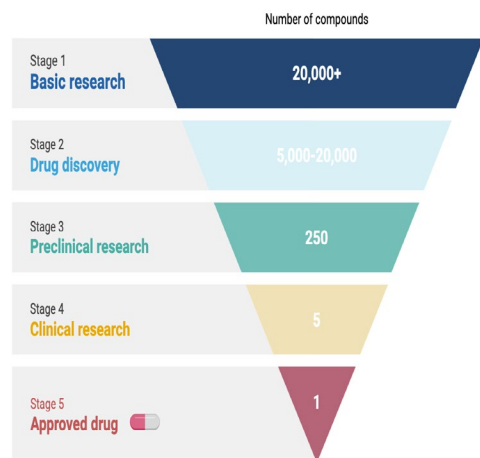 Number of compounds
Stage 1
Basic research
20,000+
Stage 2
Drug discovery
5,000-20,000
Stage 3
Preclinical research
250
Stage 4
Clinical research
5
Stage 5
Approved drug
1